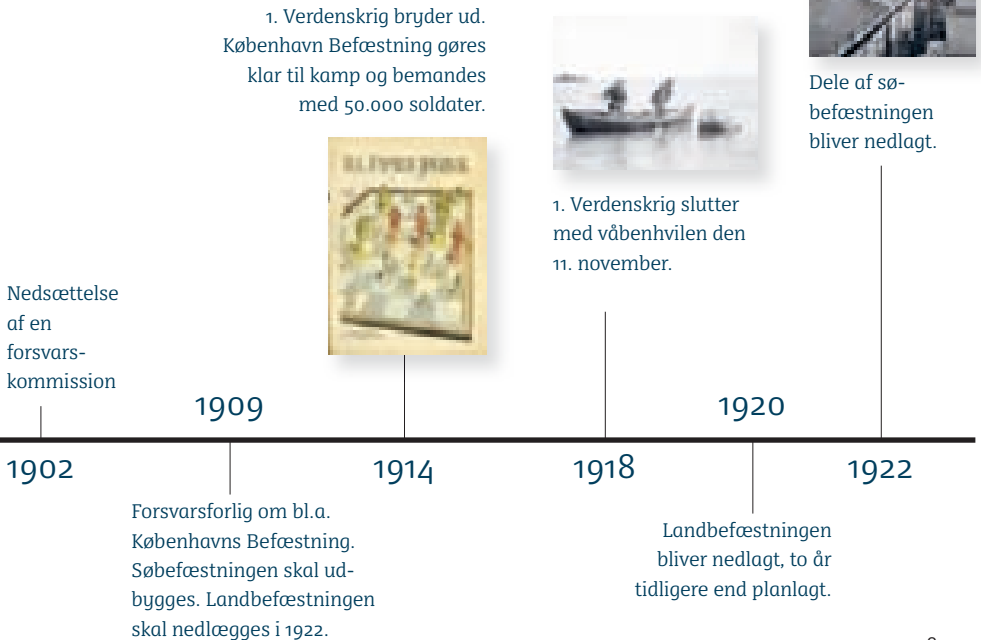 1. Verdenskrig bryder ud.
København Befæstning gøres
klar til kamp og bemandes
med 50.000 soldater.
Dele af sø-
befæstningen
bliver nedlagt.
1. Verdenskrig slutter
med våbenhvilen den
11. november.
Nedsættelse
af en
forsvars-
kommission
1909
1920
1902
1914
1918
1922
Forsvarsforlig om bl.a.
Københavns Befæstning.
Søbefæstningen skal ud-
bygges. Landbefæstningen
skal nedlægges i 1922.
Landbefæstningen
bliver nedlagt, to år
tidligere end planlagt.